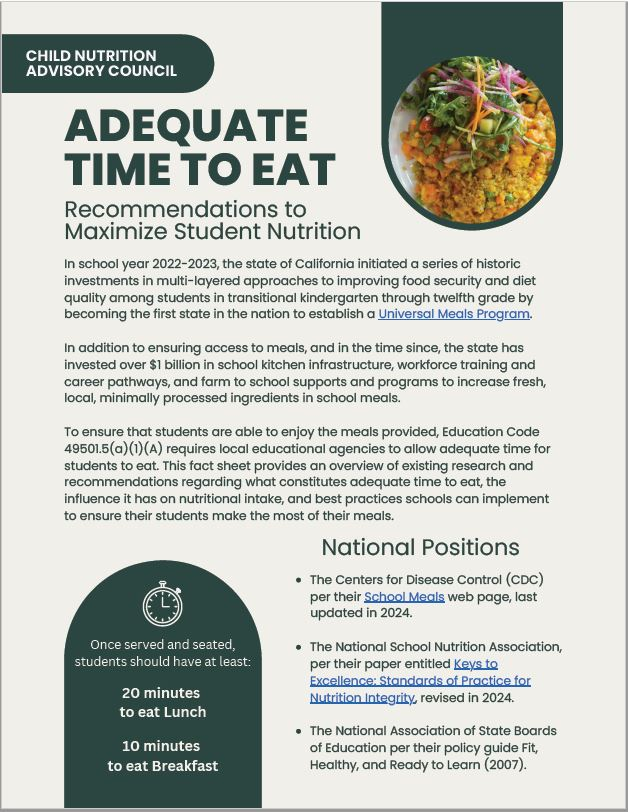 CHILD NUTRITION
ADVISORY COUNCIL
ADEQUATE
TIME TO EAT
Recommendations to
Maximize Student Nutrition
In school year 2022-2023, the state of California initiated a series of historic
investments in multi-layered approaches to improving food security and diet
quality among students in transitional kindergarten through twelfth grade by
becoming the first state in the nation to establish a Universal Meals Program.
In addition to ensuring access to meals, and in the time since, the state has
invested over $1 billion in school kitchen infrastructure, workforce training and
career pathways, and farm to school supports and programs to increase fresh,
local, minimally processed ingredients in school meals.
To ensure that students are able to enjoy the meals provided, Education Code
49501.5(a)(1)(A) requires local educational agencies to allow adequate time for
students to eat. This fact sheet provides an overview of existing research and
recommendations regarding what constitutes adequate time to eat, the
influence it has on nutritional intake, and best practices schools can implement
to ensure their students make the most of their meals.
Once served and seated,
students should have at least:
20 minutes
to eat Lunch
10 minutes
to eat Breakfast
National Positions
• The Centers for Disease Control (CDC)
per their School Meals web page, last
updated in 2024.
• The National School Nutrition Association,
per their paper entitled Keys to
Excellence: Standards of Practice for
Nutrition Integrity, revised in 2024.
• The National Association of State Boards
of Education per their policy guide Fit,
Healthy, and Ready to Learn (2007).